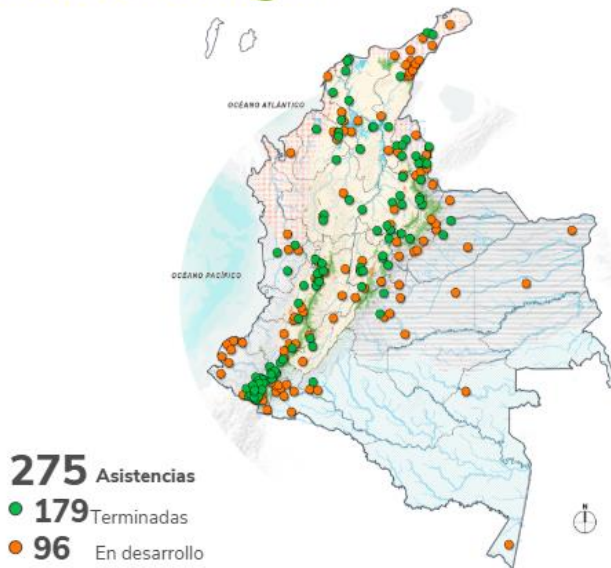 N
OCÉANO ATLÁNTICO
OCÉANO PACÍFICO
275 Asistencias
179 Terminadas
96 En desarrollo